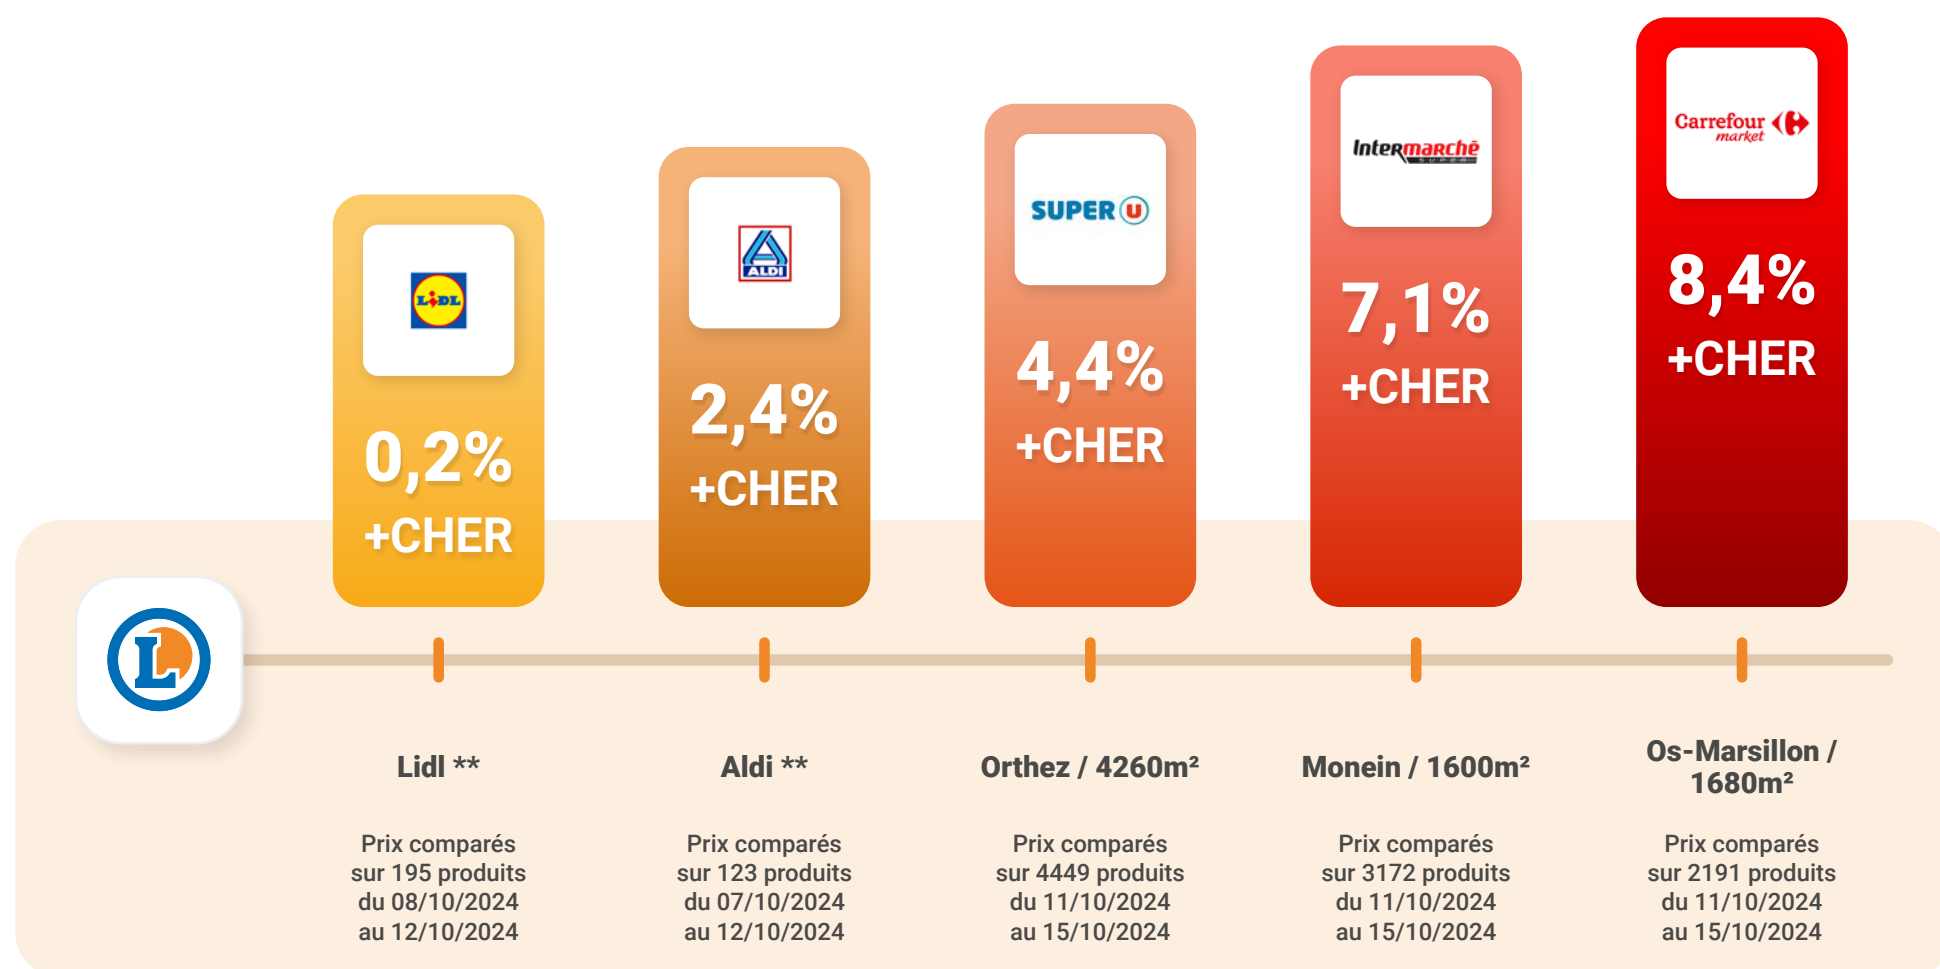 LiDL
0,2%
+CHER
ALDI
2,4%
+CHER
SUPER U
4,4%
+CHER
Intermarchē
SUPER
7,1%
+CHER
Carrefour
market
8,4%
+CHER
L
Lidl **
Prix comparés
sur 195 produits
du 08/10/2024
au 12/10/2024
Aldi **
Prix comparés
sur 123 produits
du 07/10/2024
au 12/10/2024
Orthez / 4260m²
Prix comparés
sur 4449 produits
du 11/10/2024
au 15/10/2024
Monein / 1600m²
Prix comparés
sur 3172 produits
du 11/10/2024
au 15/10/2024
Os-Marsillon /
1680m²
Prix comparés
sur 2191 produits
du 11/10/2024
au 15/10/2024